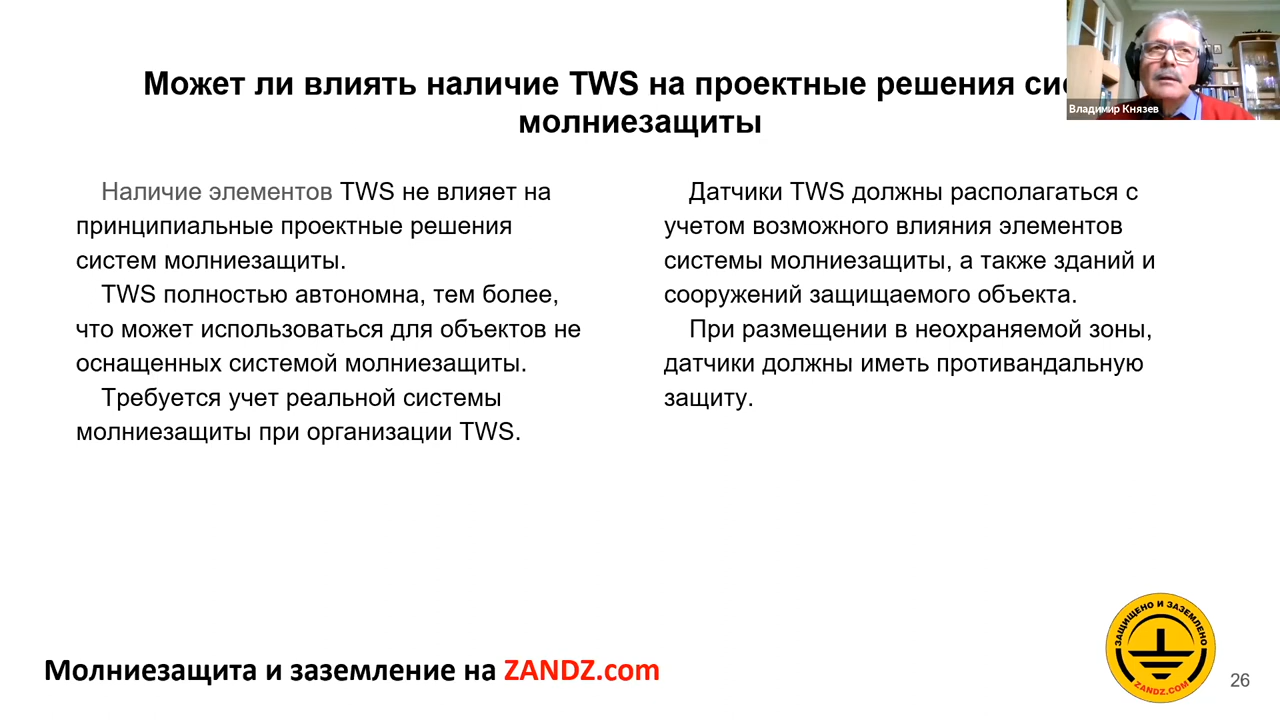 Может ли влиять наличие TWS на проектные решения
молниезащиты
Владимир Князев
Наличие элементов TWS не влияет на
принципиальные проектные решения
систем молниезащиты.
TWS полностью автономна, тем более,
что может использоваться для объектов не
оснащенных системой молниезащиты.
Требуется учет реальной системы
молниезащиты при организации TWS.
Датчики TWS должны располагаться с
учетом возможного влияния элементов
системы молниезащиты, а также зданий и
сооружений защищаемого объекта.
При размещении в неохраняемой зоны,
датчики должны иметь противандальную
защиту.
ЗАЩИЩЕНО И ЗАЗЕМЛЕНО
ZANDZ.COM
Молниезащита и заземление на ZANDZ.com
26